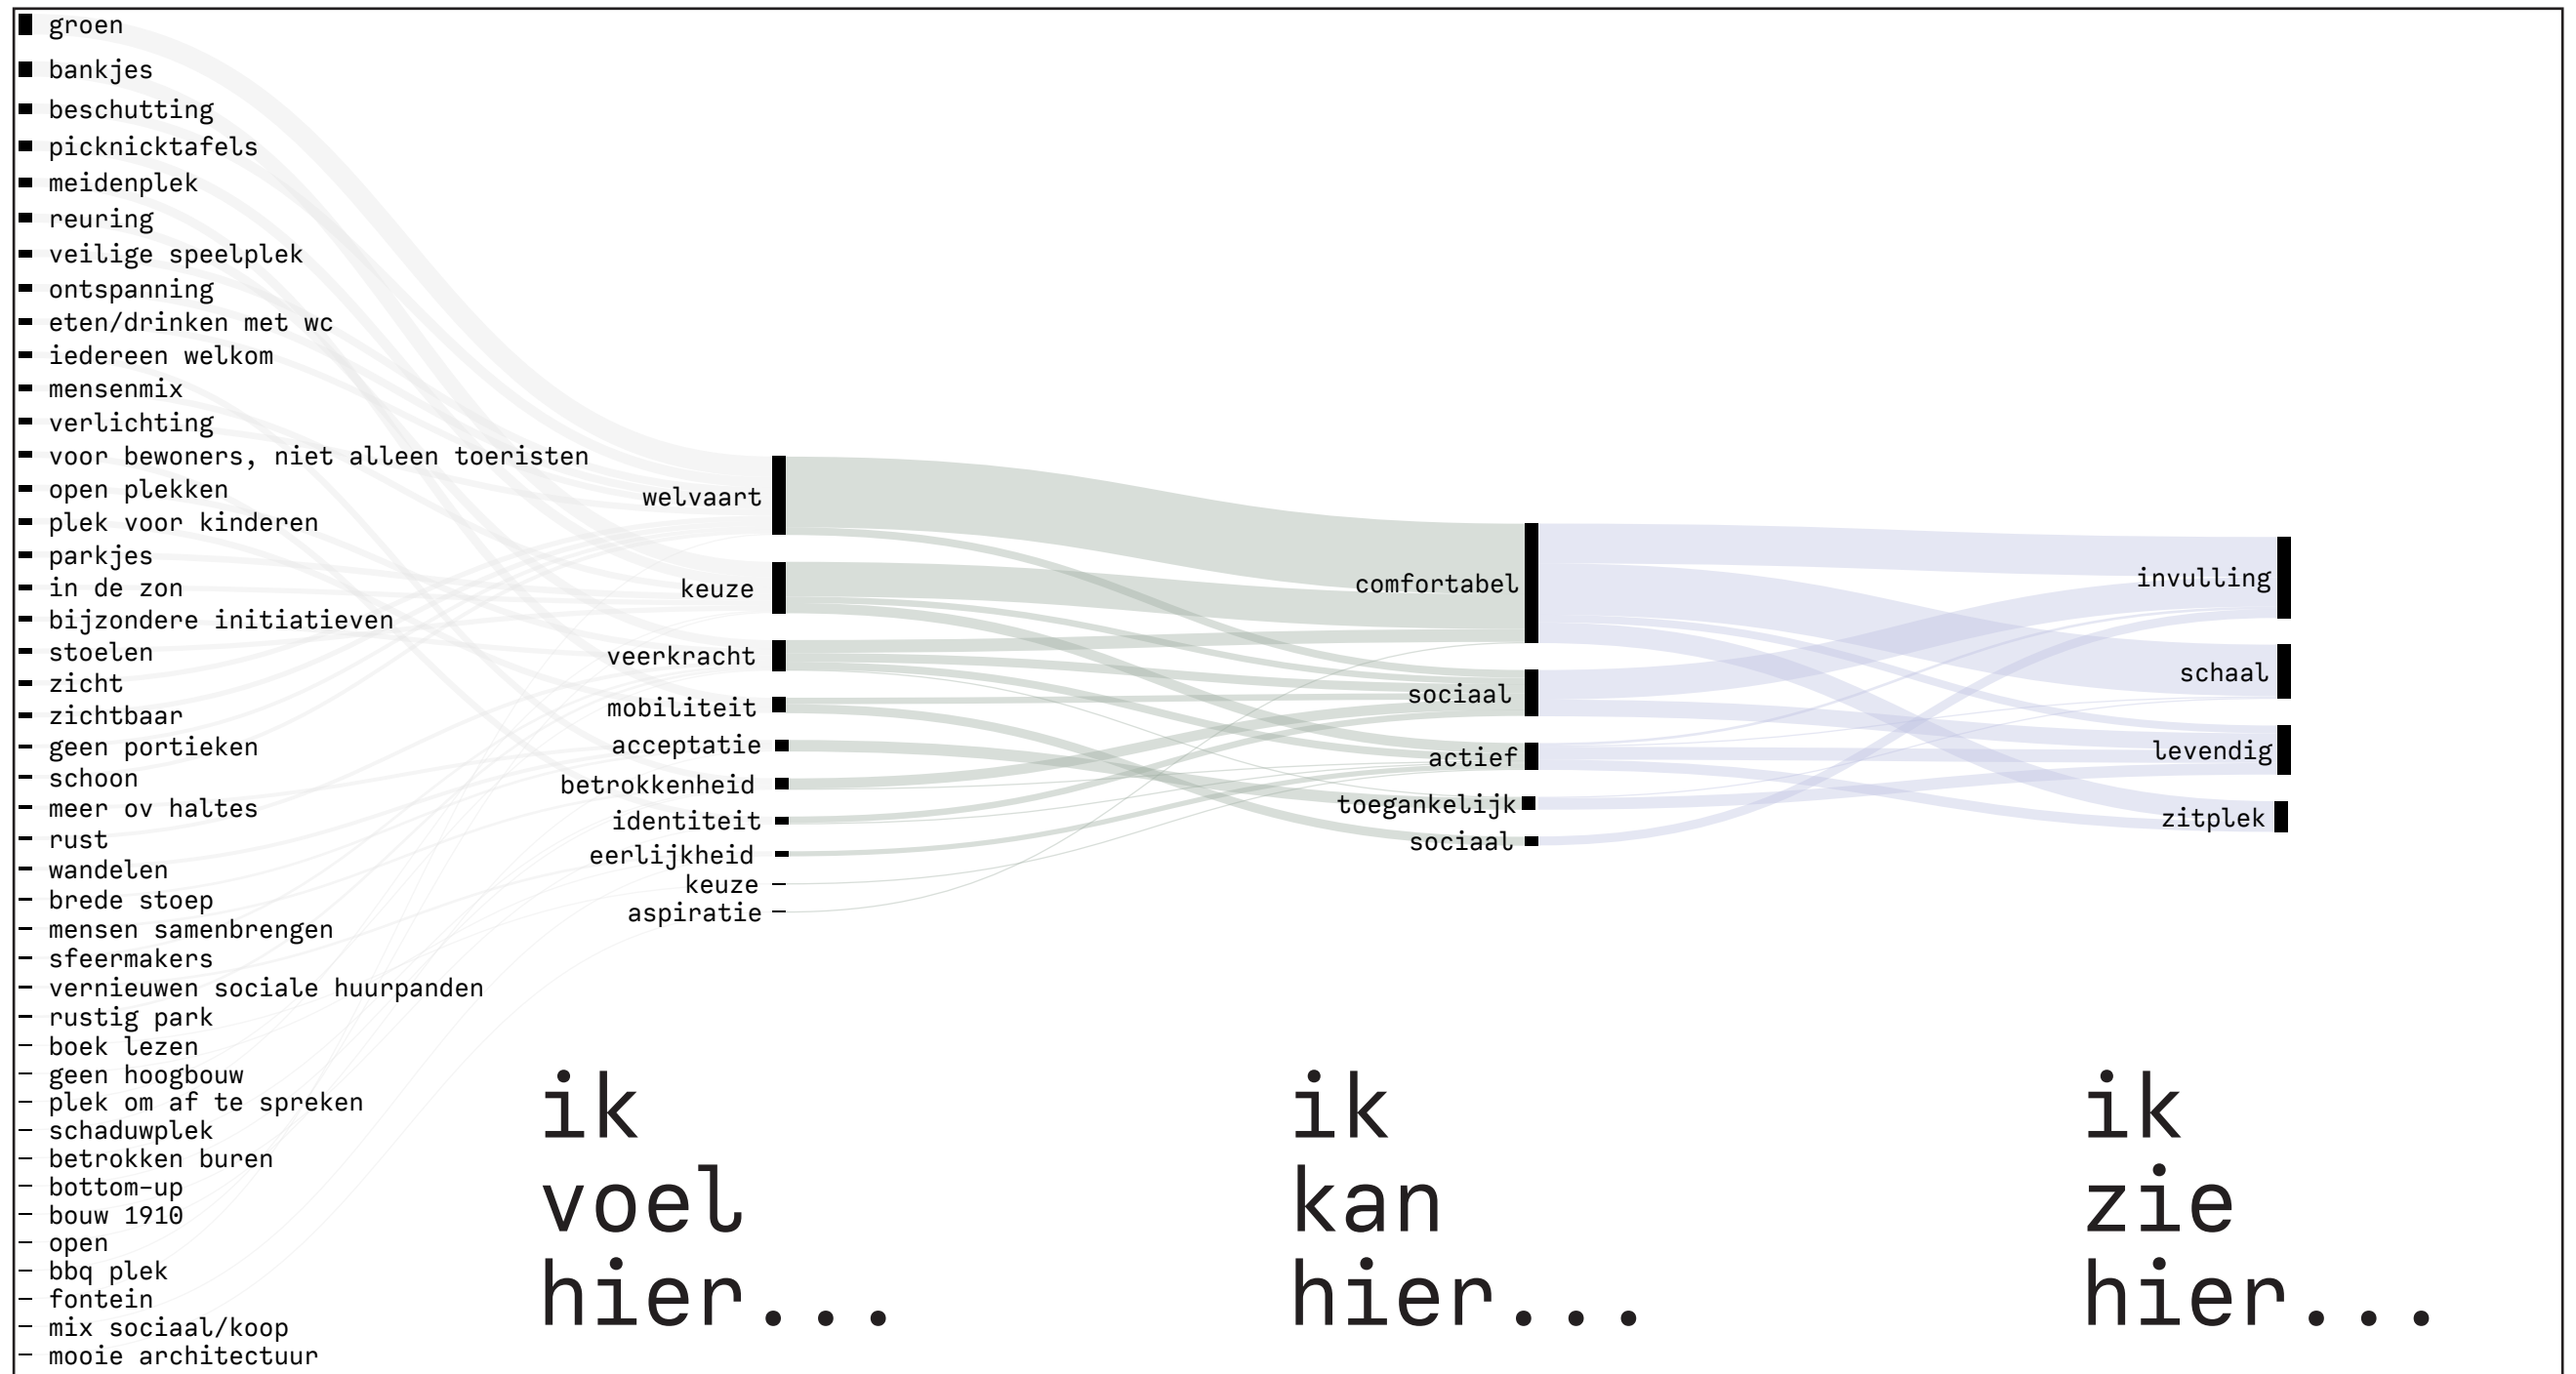 groen
bankjes
beschutting
picknicktafels
meidenplek
reuring
veilige speelplek
ontspanning
eten/drinken met wc
iedereen welkom
mensenmix
verlichting
voor bewoners, niet alleen toeristen
open plekken
plek voor kinderen
parkjes
in de zon
bijzondere initiatieven
stoelen
zicht
zichtbaar
geen portieken
schoon
meer ov haltes
rust
wandelen
brede stoep
mensen samenbrengen
sfeermakers
vernieuwen sociale huurpanden
rustig park
boek lezen
geen hoogbouw
plek om af te spreken
schaduwplek
betrokken buren
bottom-up
bouw 1910
open
bbq plek
fontein
mix sociaal/koop
mooie architectuur
welvaart
keuze
veerkracht
mobiliteit
acceptatie
betrokkenheid
identiteit
eerlijkheid
keuze
aspiratie
ik
voel
hier...
comfortabel
sociaal
actief
toegankelijk
sociaal
ik
kan
hier...
invulling
schaal
levendig
zitplek
ik
zie
hier...